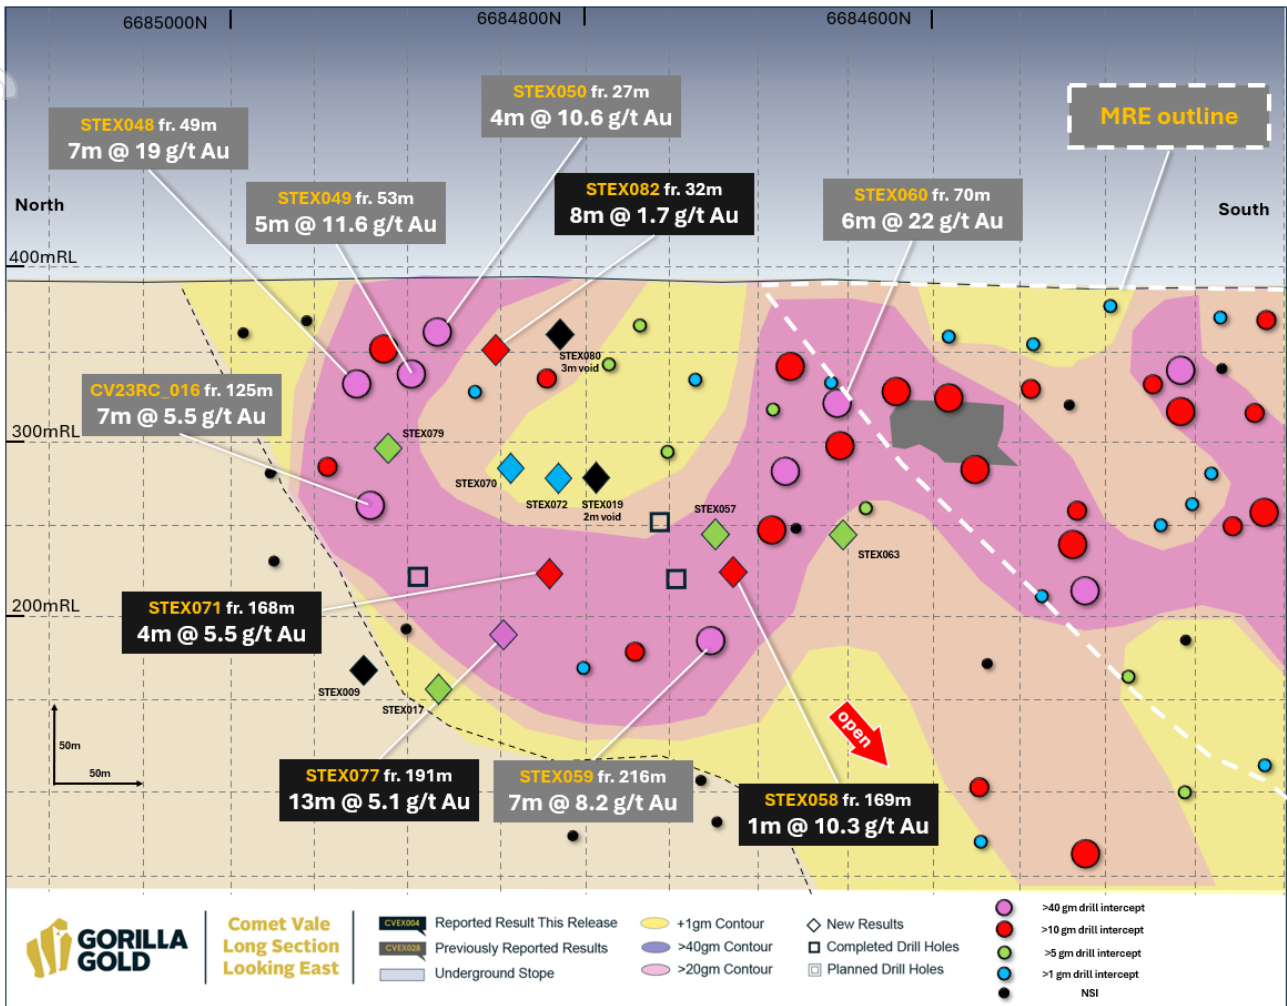 6685000N
6684800N
6684600N
STEX050 fr. 27m
4m @ 10.6 g/t Au
MRE outline
STEX048 fr. 49m
7m @ 19 g/t Au
STEX049 fr. 53m
5m @ 11.6 g/t Au
STEX082 fr. 32m
8m @ 1.7 g/t Au
STEX060 fr. 70m
6m @ 22 g/t Au
North
South
400mRL
STEX080
3m void
CV23RC_016 fr. 125m
7m @ 5.5 g/t Au
STEX079
300mRL
STEX070
STEX072
STEX019
2m void
STEX057
STEX063
200mRL
STEX071 fr. 168m
4m @ 5.5 g/t Au
STEX009
STEX017
open
50m
50m
STEX077 fr. 191m
13m @ 5.1 g/t Au
STEX059 fr. 216m
7m @ 8.2 g/t Au
STEX058 fr. 169m
1m @ 10.3 g/t Au
GORILLA
GOLD
Comet Vale
Long Section
Looking East
CVEX004 Reported Result This Release
CVEX028 Previously Reported Results
Underground Stope
+1gm Contour
>40gm Contour
>20gm Contour
New Results
Completed Drill Holes
Planned Drill Holes
>40 gm drill intercept
>10 gm drill intercept
>5 gm drill intercept
>1 gm drill intercept
NSI